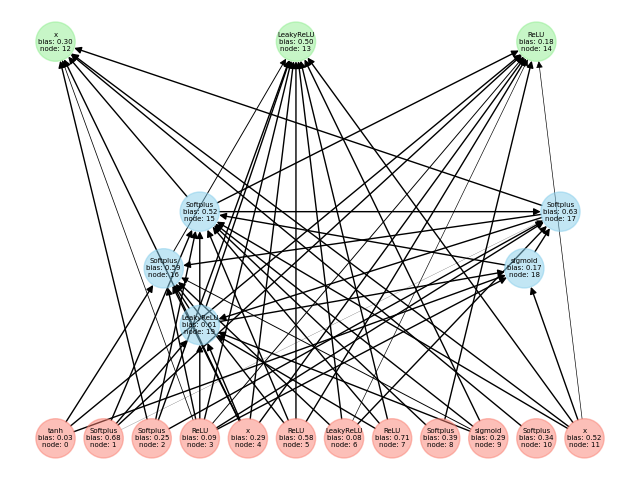 x
bias: 0.30
node: 12
LeakyReLU
bias: 0.50
node: 13
ReLU
bias: 0.18
node: 14
Softplus
bias: 0.52
node: 15
Softplus
bias: 0.63
node: 17
Softplus
bias: 0.59
node: 16
sigmoid
bias: 0.17
node: 18
LeakyReLU
bias: 0.61
node: 19
tanh
bias: 0.03
node: 0
Softplus
bias: 0.68
node: 1
Softplus
bias: 0.25
node: 2
ReLU
bias: 0.09
node: 3
x
bias: 0.29
node: 4
ReLU
bias: 0.58
node: 5
LeakyReLU
bias: 0.08
node: 6
ReLU
bias: 0.71
node: 7
Softplus
bias: 0.39
node: 8
sigmoid
bias: 0.29
node: 9
Softplus
bias: 0.34
node: 10
x
bias: 0.52
node: 11